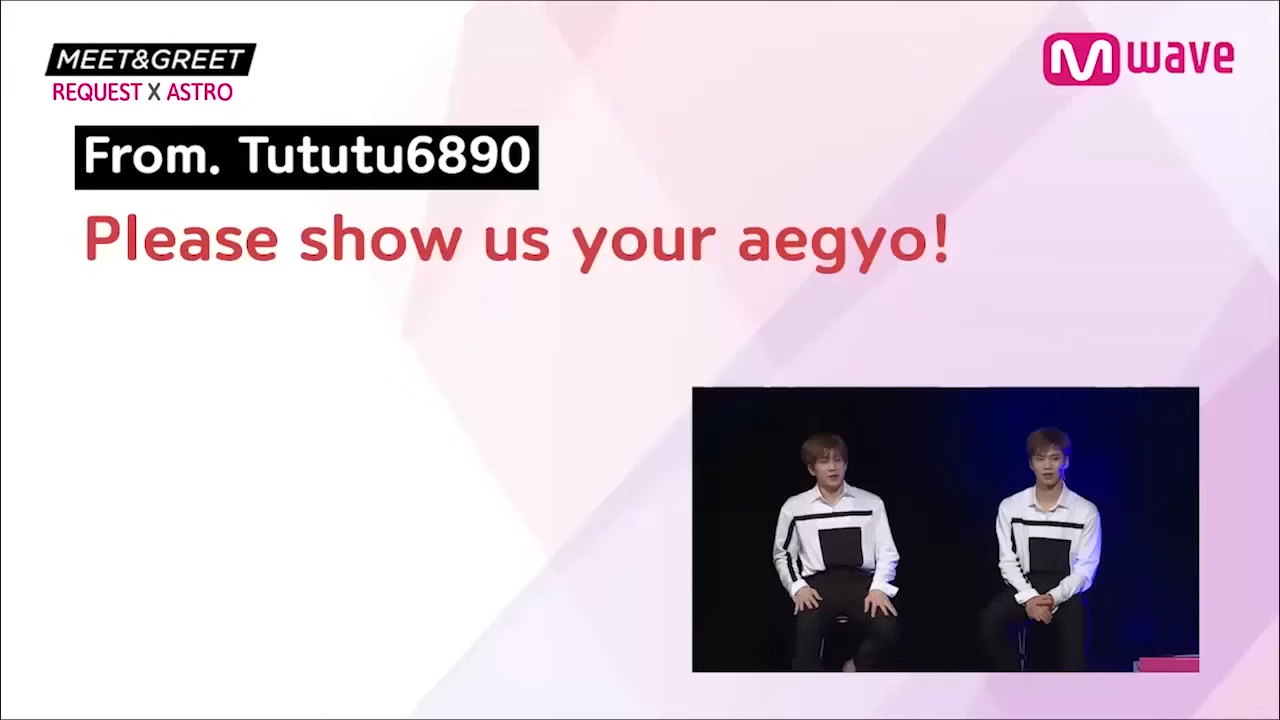 MEET&GREET
REQUEST X ASTRO
M wave
From. Tututu6890
Please show us your aegyo!